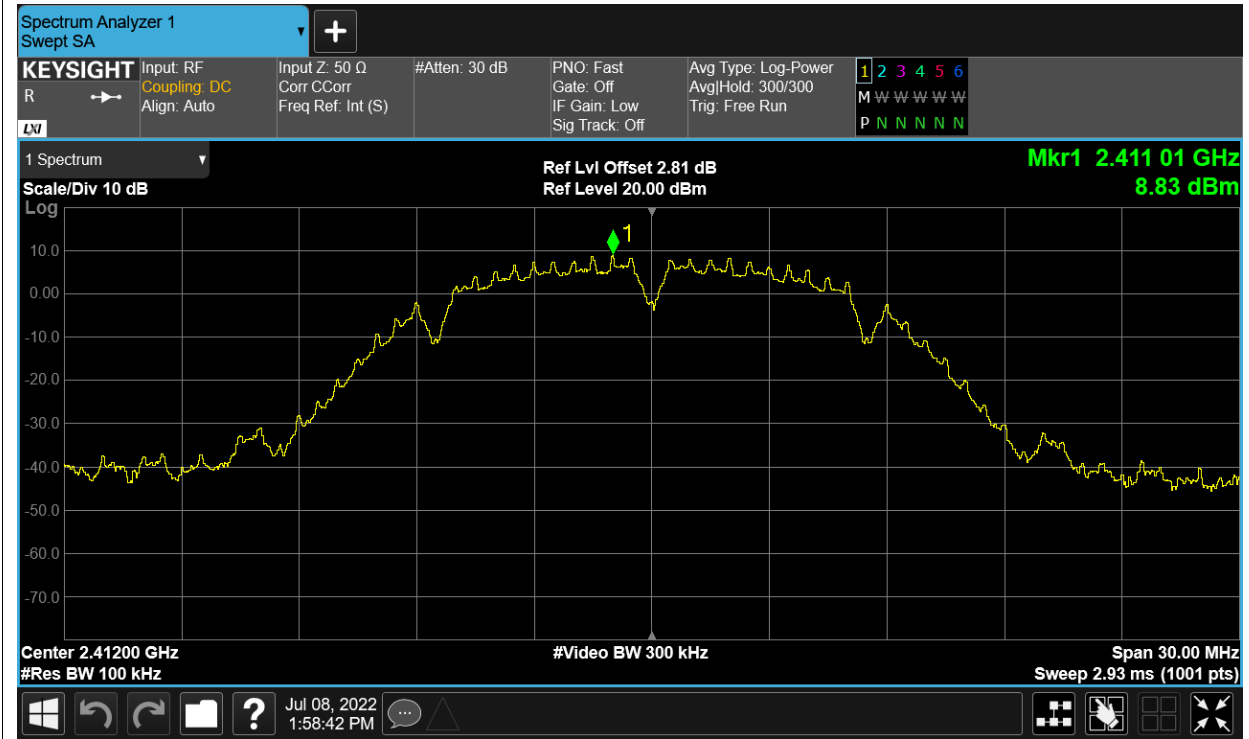 Spectrum Analyzer 1
Swept SA
KEYSIGHT
R
LXI
Input: RF
Coupling: DC
Align: Auto
Input Z: 50 Ω
Corr CCorr
Freq Ref: Int (S)
#Atten: 30 dB
PNO: Fast
Gate: Off
IF Gain: Low
Sig Track: Off
Avg Type: Log-Power
Avg|Hold: 300/300
Trig: Free Run
1 2 3 4 5 6
M W W W W W
P N N N N N
1 Spectrum
Scale/Div 10 dB
Log
Ref Lvl Offset 2.81 dB
Ref Level 20.00 dBm
Mkr1 2.411 01 GHz
8.83 dBm
1
10.0
0.00
-10.0
-20.0
-30.0
-40.0
-50.0
-60.0
-70.0
Center 2.41200 GHz
#Res BW 100 kHz
#Video BW 300 kHz
Span 30.00 MHz
Sweep 2.93 ms (1001 pts)
?
Jul 08, 2022
1:58:42 PM